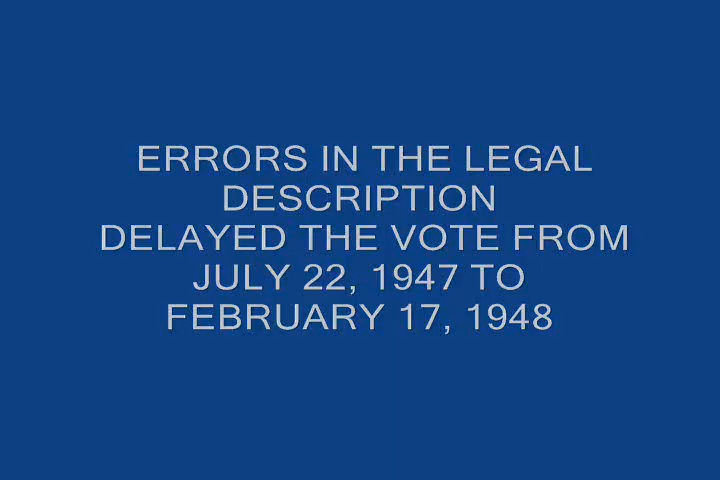 ERRORS IN THE LEGAL
DESCRIPTION
DELAYED THE VOTE FROM
JULY 22, 1947 TO
FEBRUARY 17, 1948